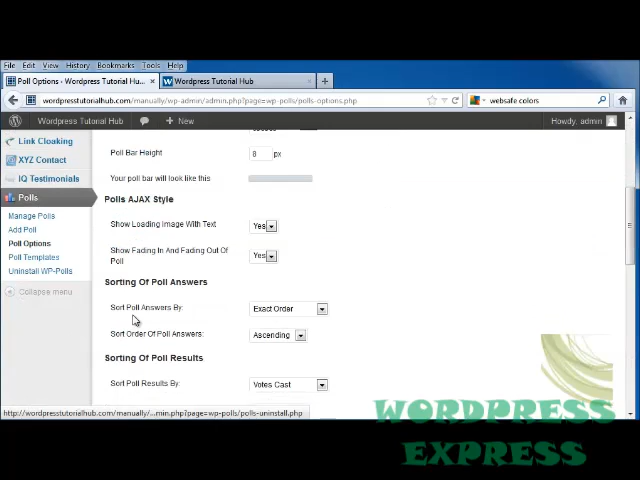 File Edit View History Bookmarks Tools Help
Poll Options - Wordpress Tutorial Hu... × Wordpress Tutorial Hub × +
wordpresstutorialhub.com/manually/wp-admin/admin.php?page=wp-polls/polls-options.php websafe colors
Wordpress Tutorial Hub + New Howdy, admin
Link Cloaking
XYZ Contact
IQ Testimonials
Polls
Manage Polls
Add Poll
Poll Options
Poll Templates
Uninstall WP-Polls
Collapse menu
Poll Bar Height 8 px
Your poll bar will look like this
Polls AJAX Style
Show Loading Image With Text Yes
Show Fading In And Fading Out Of
Poll Yes
Sorting Of Poll Answers
Sort Poll Answers By: Exact Order
Sort Order Of Poll Answers: Ascending
Sorting Of Poll Results
Sort Poll Results By: Votes Cast
http://wordpresstutorialhub.com/manually/...min.php?page=wp-polls/polls-uninstall.php
WORDPRESS
EXPRESS